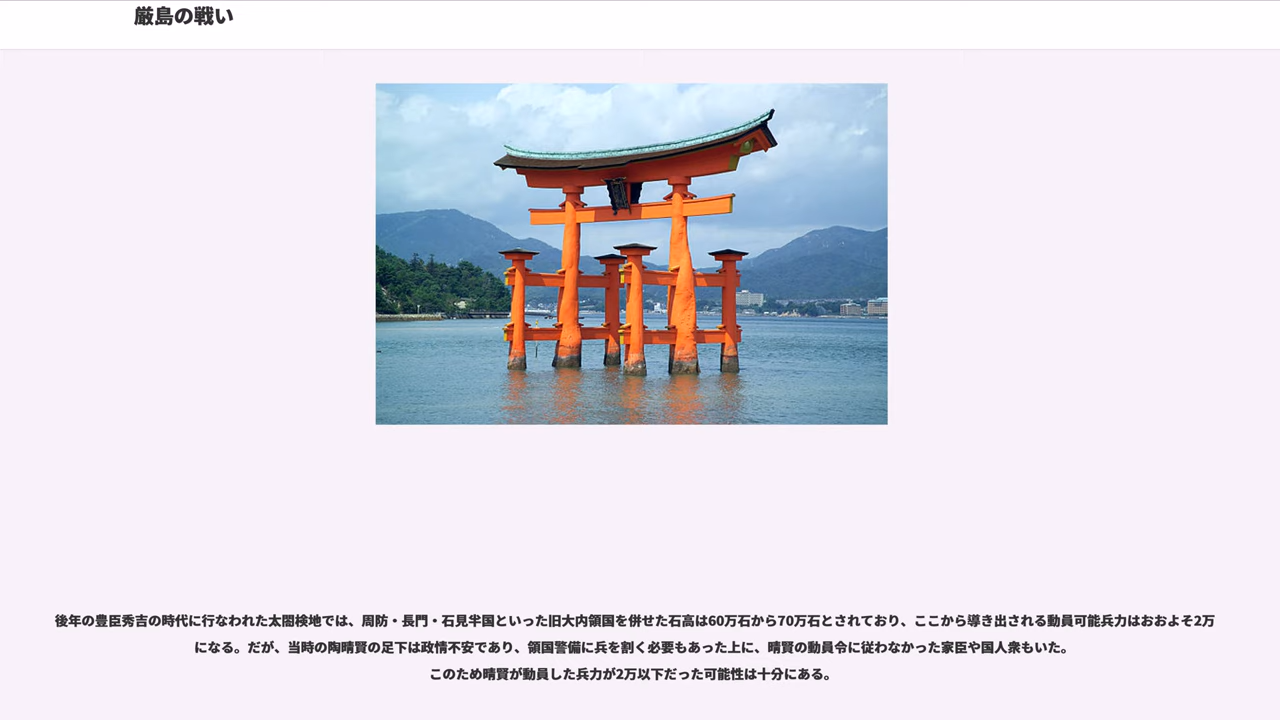 厳島の戦い
後年の豊臣秀吉の時代に行なわれた太閤検地では、周防・長門・石見半国といった旧大内領国を併せた石高は60万石から70万石とされており、ここから導き出される動員可能兵力はおおよそ2万
になる。だが、当時の陶晴賢の足下は政情不安であり、領国警備に兵を割く必要もあった上に、晴賢の動員令に従わなかった家臣や国人衆もいた。
このため晴賢が動員した兵力が2万以下だった可能性は十分にある。